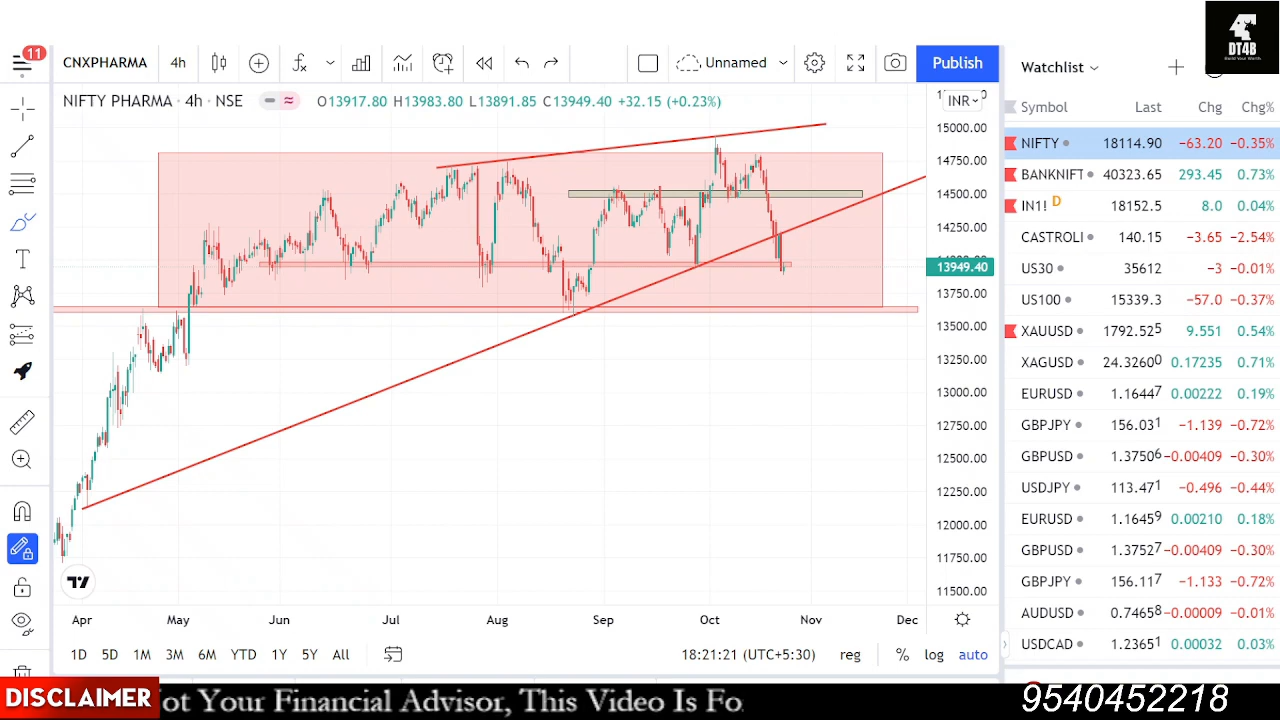 11
CNXPHARMA 4h Unnamed Publish
DT4B
Build Your Worth.
NIFTY PHARMA · 4h · NSE O13917.80 H13983.80 L13891.85 C13949.40 +32.15 (+0.23%)
INR
15000.00
14750.00
14500.00
14250.00
13949.40
13750.00
13500.00
13250.00
13000.00
12750.00
12500.00
12250.00
12000.00
11750.00
11500.00
Apr May Jun Jul Aug Sep Oct Nov Dec
1D 5D 1M 3M 6M YTD 1Y 5Y All 18:21:21 (UTC+5:30) reg % log auto
Watchlist
Symbol Last Chg Chg%
NIFTY 18114.90 −63.20 −0.35%
BANKNIFT 40323.65 293.45 0.73%
IN1! D 18152.5 8.0 0.04%
CASTROLI 140.15 −3.65 −2.54%
US30 35612 −3 −0.01%
US100 15339.3 −57.0 −0.37%
XAUUSD 1792.525 9.551 0.54%
XAGUSD 24.32600 0.17235 0.71%
EURUSD 1.16447 0.00222 0.19%
GBPJPY 156.031 −1.139 −0.72%
GBPUSD 1.37506 −0.00409 −0.30%
USDJPY 113.471 −0.496 −0.44%
EURUSD 1.16459 0.00210 0.18%
GBPUSD 1.37527 −0.00409 −0.30%
GBPJPY 156.117 −1.133 −0.72%
AUDUSD 0.74658 −0.00009 −0.01%
USDCAD 1.23651 0.00032 0.03%
DISCLAIMER ot Your Financial Advisor, This Video Is Fo
9540452218